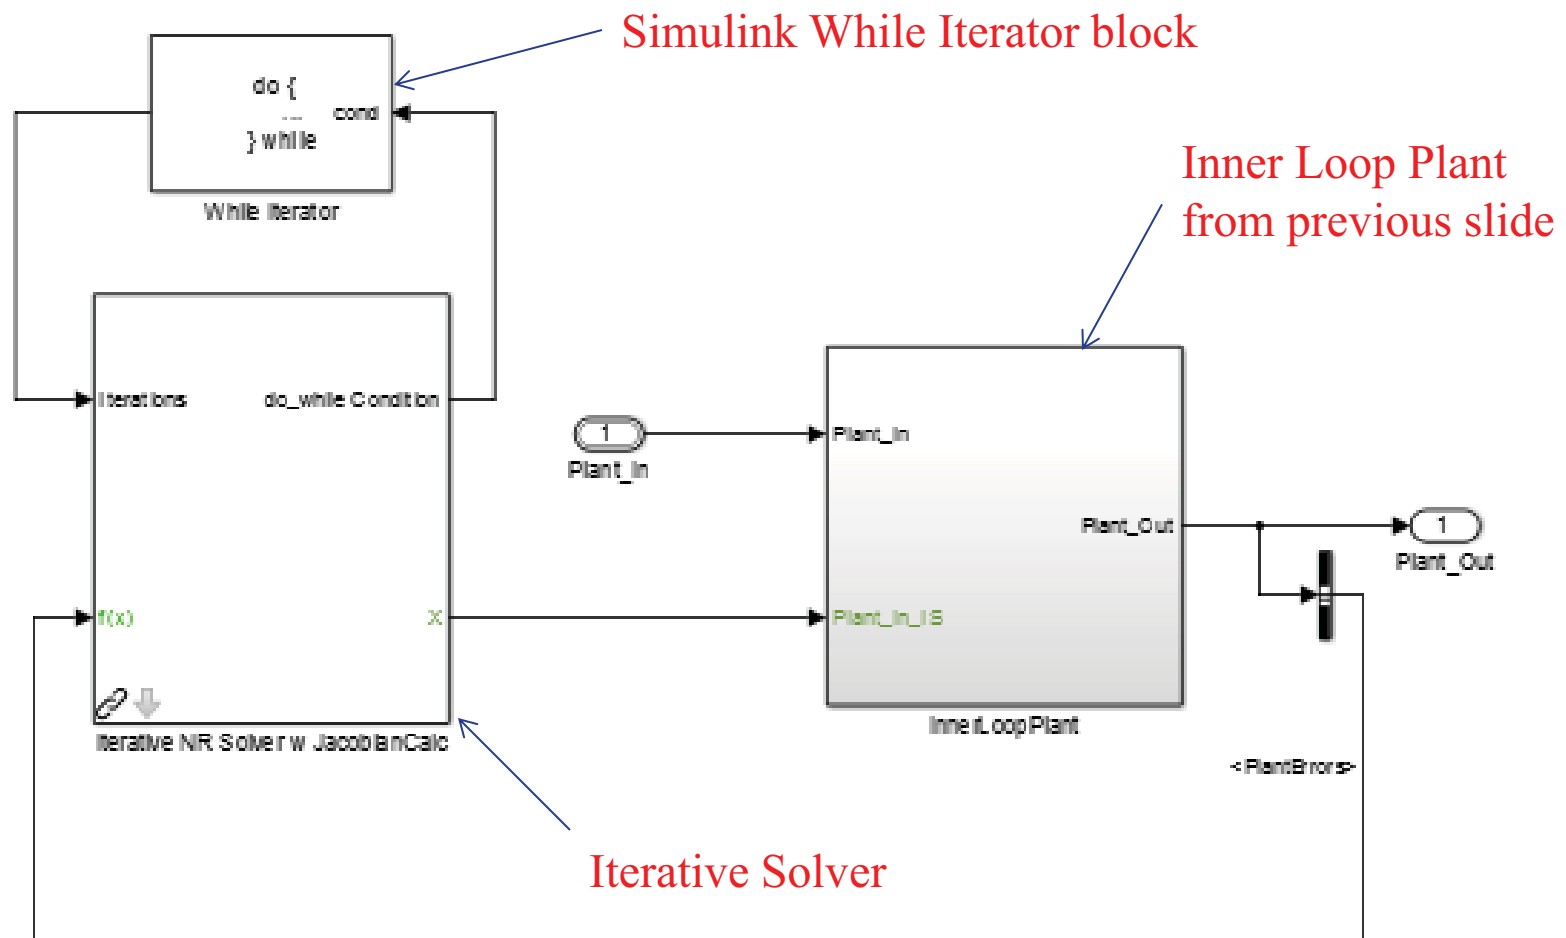 Simulink While Iterator block
do {
... cond
} while
While Iterator
Inner Loop Plant
from previous slide
Iterations
do_while Condition
1
Plant_In
Plant_In
Plant_Out
1
Plant_Out
f(x)
X
Plant_In_IS
Iterative NR Solver w JacobianCalc
InnerLoopPlant
<PlantErrors>
Iterative Solver